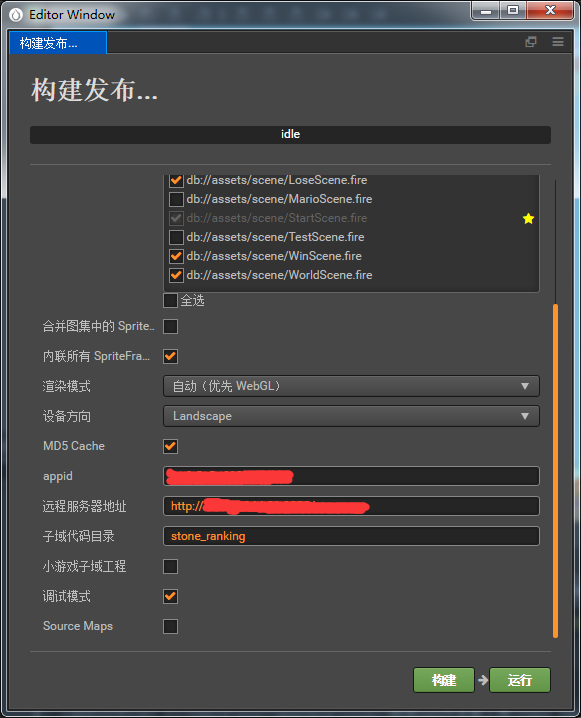 Editor Window
构建发布...
构建发布...
idle
db://assets/scene/LoseScene.fire
db://assets/scene/MarioScene.fire
db://assets/scene/StartScene.fire
db://assets/scene/TestScene.fire
db://assets/scene/WinScene.fire
db://assets/scene/WorldScene.fire
全选
合并图集中的 Sprite..
内联所有 SpriteFra...
渲染模式 自动（优先 WebGL）
设备方向 Landscape
MD5 Cache
appid
远程服务器地址 http://
子域代码目录 stone_ranking
小游戏子域工程
调试模式
Source Maps
构建 运行